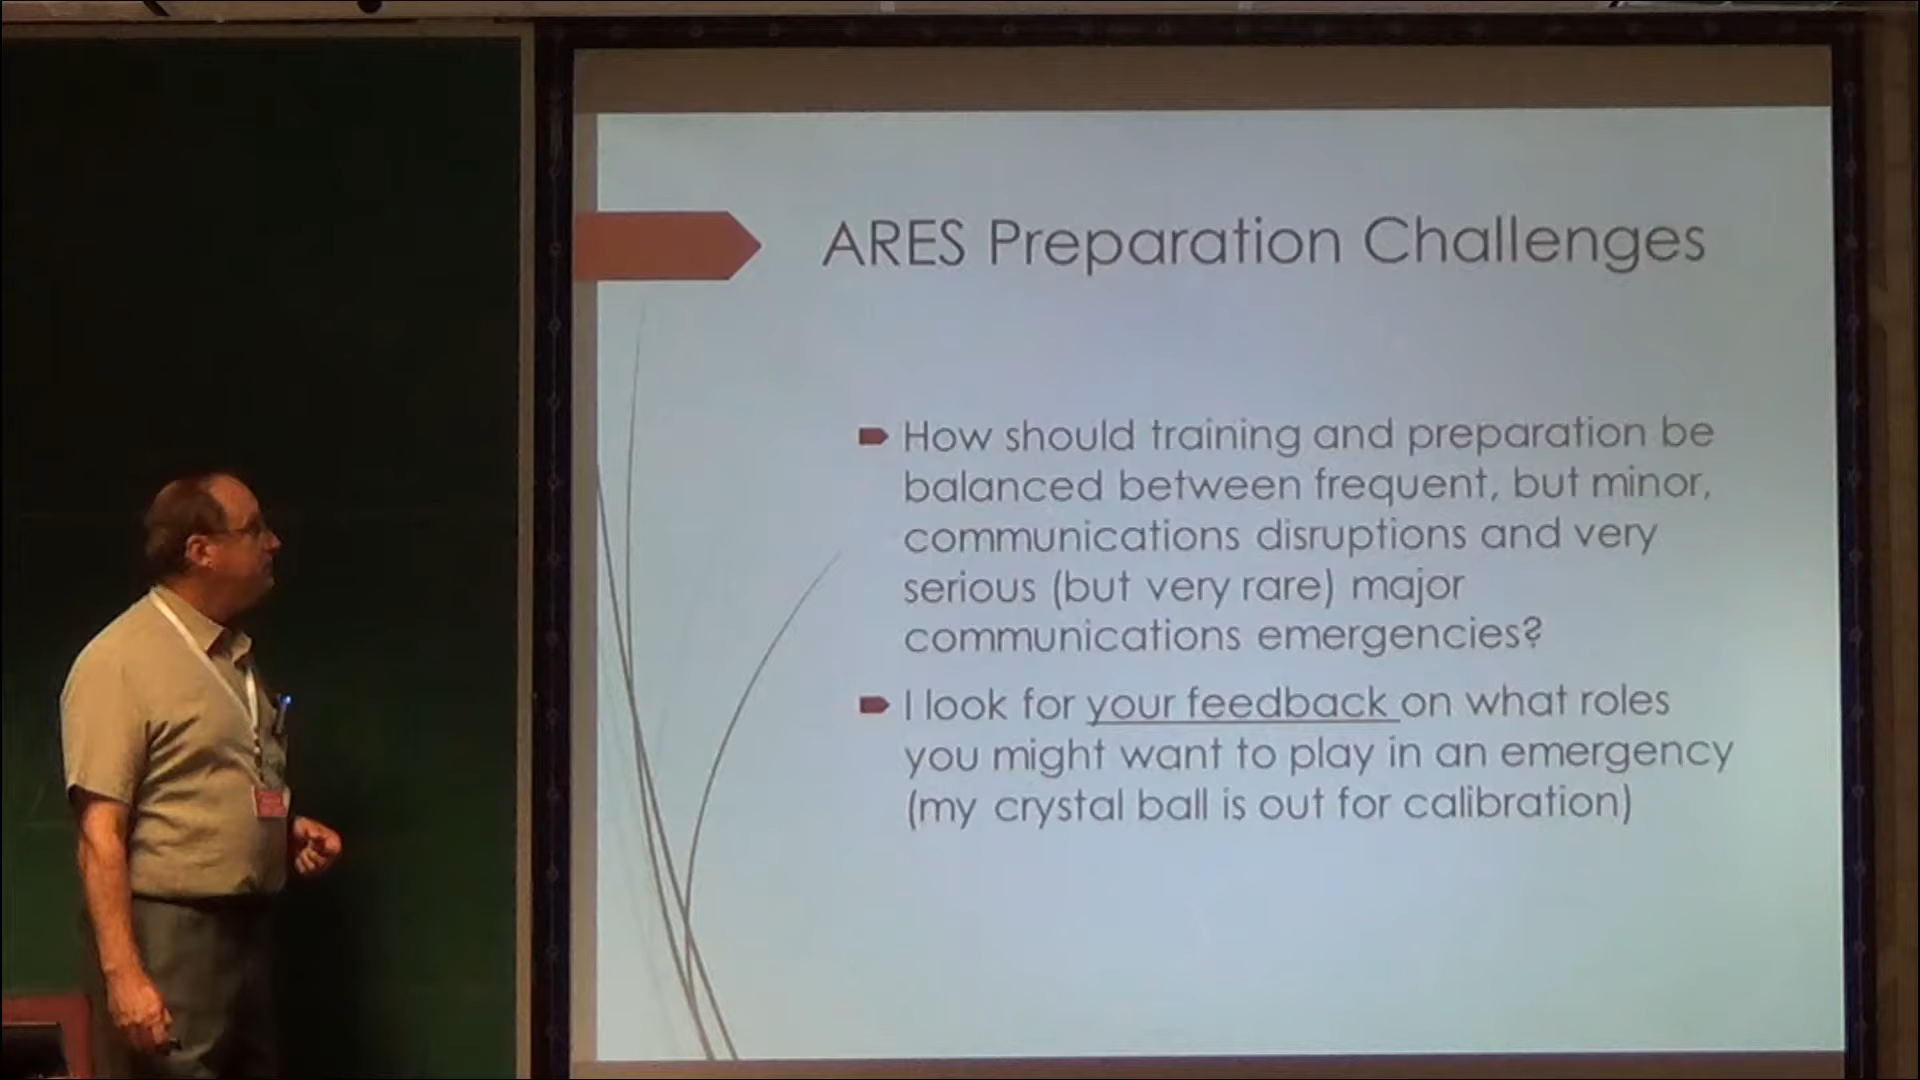 ARES Preparation Challenges
How should training and preparation be
balanced between frequent, but minor,
communications disruptions and very
serious (but very rare) major
communications emergencies?
I look for your feedback on what roles
you might want to play in an emergency
(my crystal ball is out for calibration)